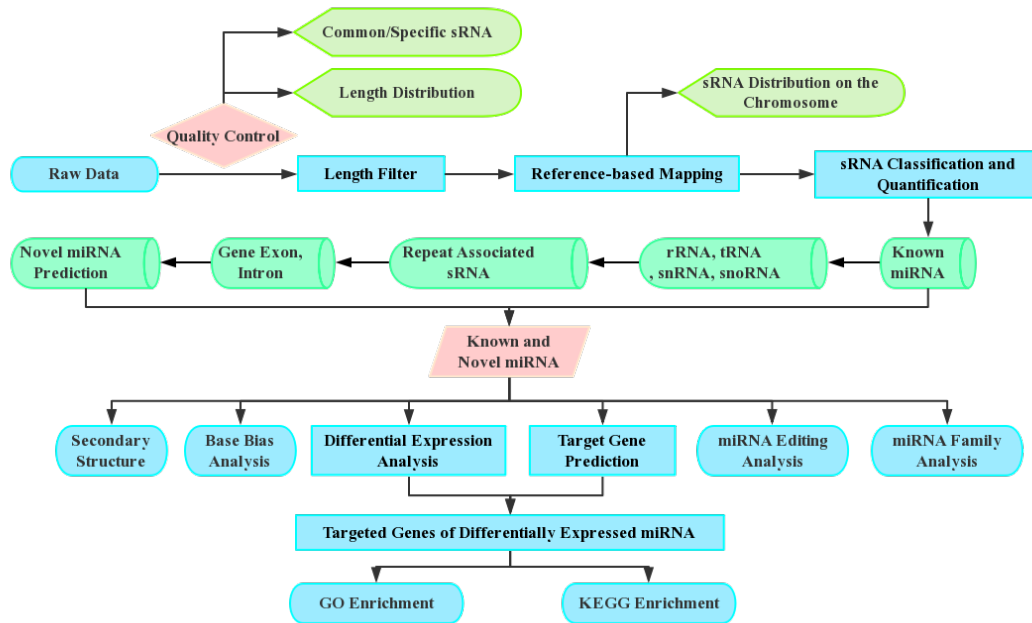 Common/Specific sRNA
Length Distribution
sRNA Distribution on the
Chromosome
Quality Control
Raw Data
Length Filter
Reference-based Mapping
sRNA Classification and
Quantification
Novel miRNA
Prediction
Gene Exon,
Intron
Repeat Associated
sRNA
rRNA, tRNA
, snRNA, snoRNA
Known
miRNA
Known and
Novel miRNA
Secondary
Structure
Base Bias
Analysis
Differential Expression
Analysis
Target Gene
Prediction
miRNA Editing
Analysis
miRNA Family
Analysis
Targeted Genes of Differentially Expressed miRNA
GO Enrichment
KEGG Enrichment